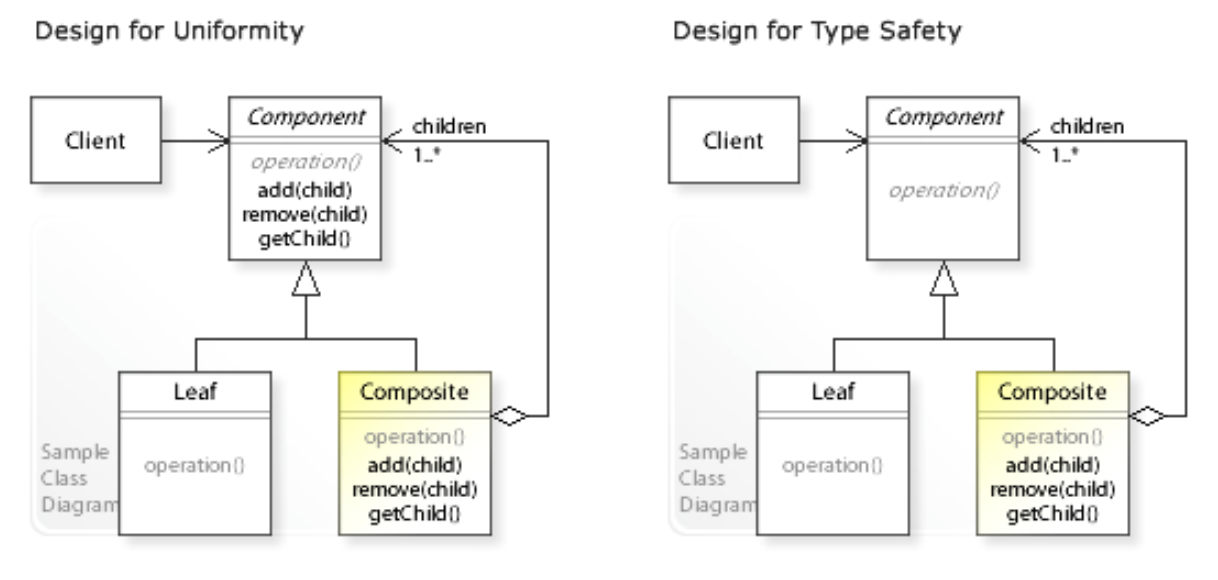 Design for Uniformity
Client
Component
operation()
add(child)
remove(child)
getChild()
children
1..*
Leaf
operation()
Composite
operation()
add(child)
remove(child)
getChild()
Sample
Class
Diagram
Design for Type Safety
Client
Component
operation()
children
1..*
Leaf
operation()
Composite
operation()
add(child)
remove(child)
getChild()
Sample
Class
Diagram